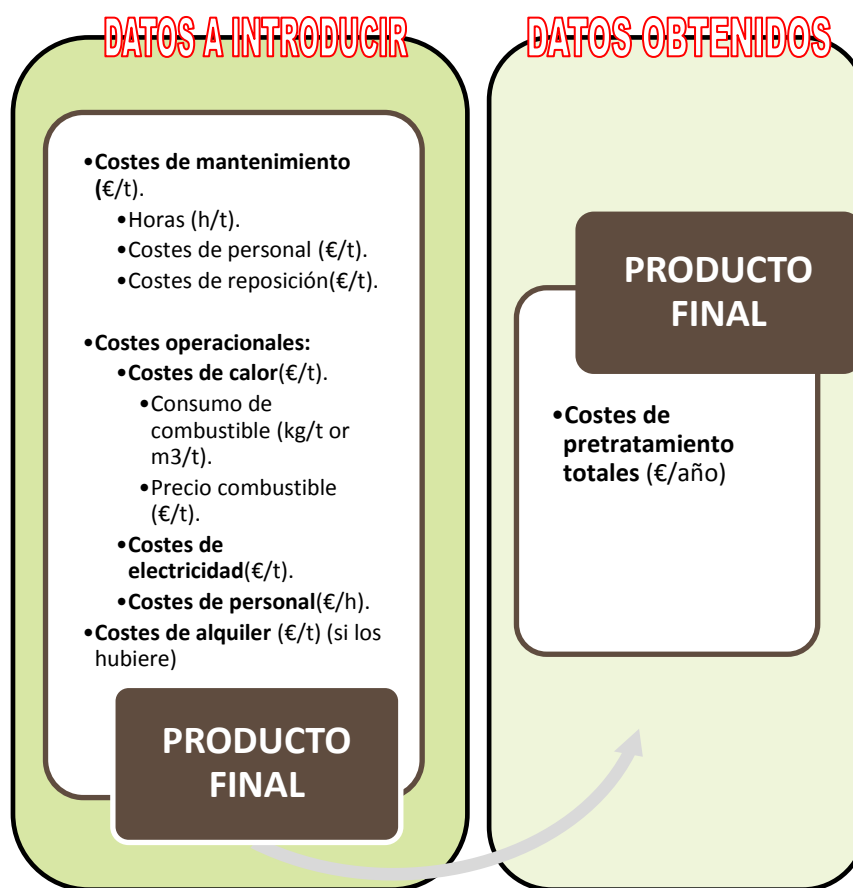 DATOS A INTRODUCIR
•Costes de mantenimiento
(€/t).
•Horas (h/t).
•Costes de personal (€/t).
•Costes de reposición(€/t).
•Costes operacionales:
•Costes de calor(€/t).
•Consumo de
combustible (kg/t or
m3/t).
•Precio combustible
(€/t).
•Costes de
electricidad(€/t).
•Costes de personal(€/h).
•Costes de alquiler (€/t) (si los
hubiere)
PRODUCTO
FINAL
DATOS OBTENIDOS
PRODUCTO
FINAL
•Costes de
pretratamiento
totales (€/año)